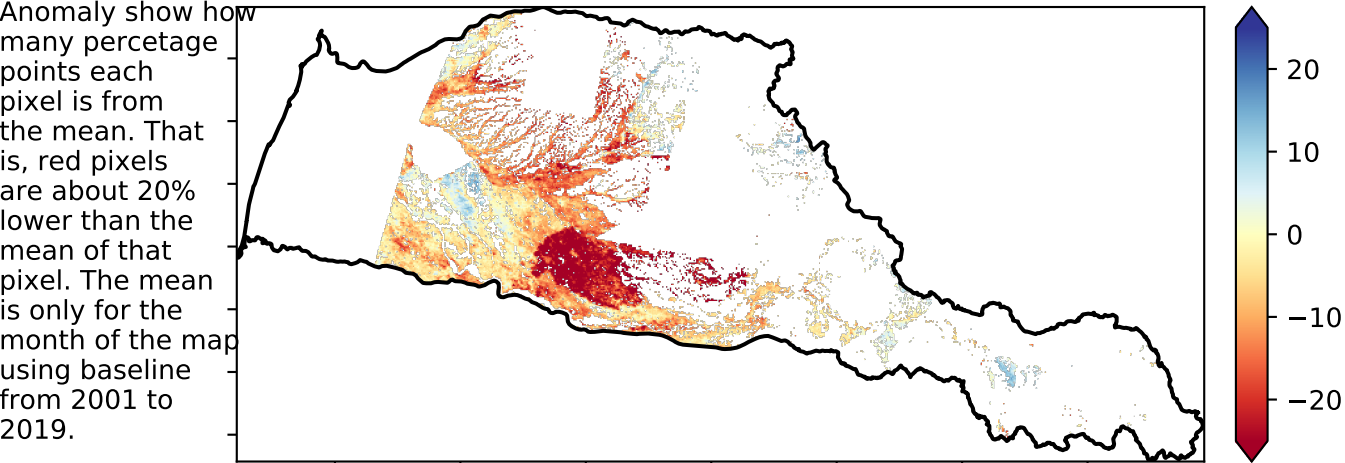 Anomaly show how
many percetage
points each
pixel is from
the mean. That
is, red pixels
are about 20%
lower than the
mean of that
pixel. The mean
is only for the
month of the map
using baseline
from 2001 to
2019.
20
10
0
−10
−20